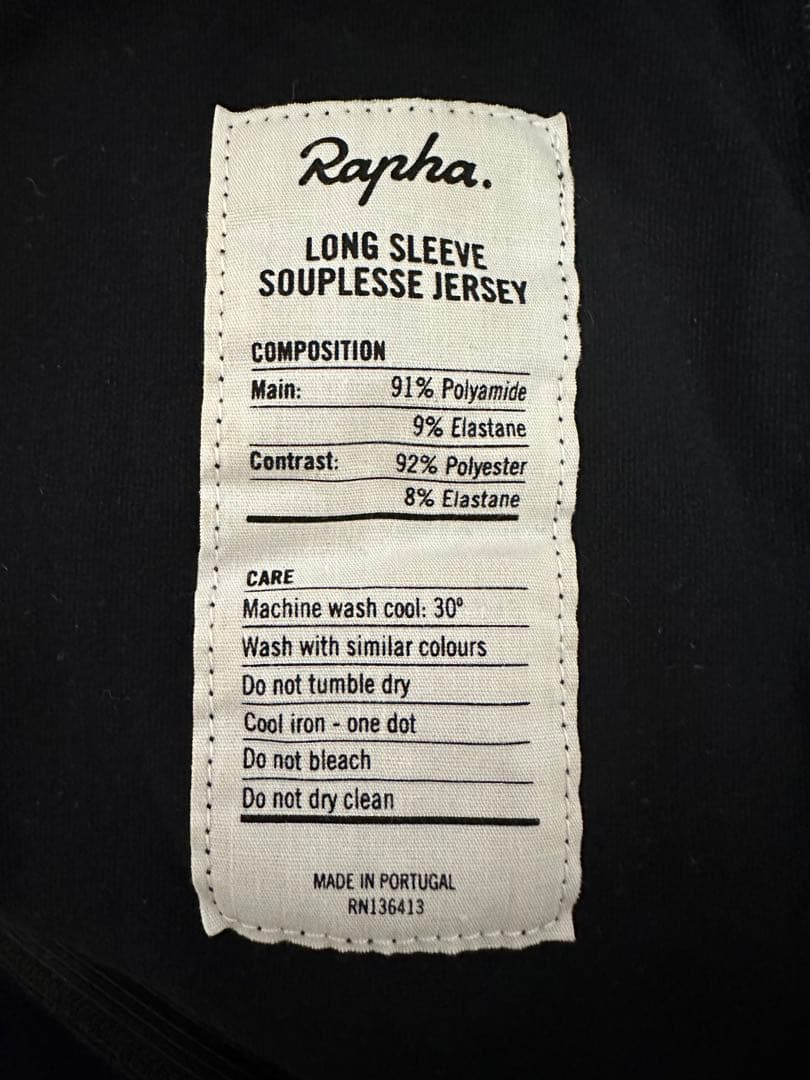 Rapha.
LONG SLEEVE
SOUPLESSE JERSEY
COMPOSITION
Main: 91% Polyamide
9% Elastane
Contrast: 92% Polyester
8% Elastane
CARE
Machine wash cool: 30º
Wash with similar colours
Do not tumble dry
Cool iron - one dot
Do not bleach
Do not dry clean
MADE IN PORTUGAL
RN136413